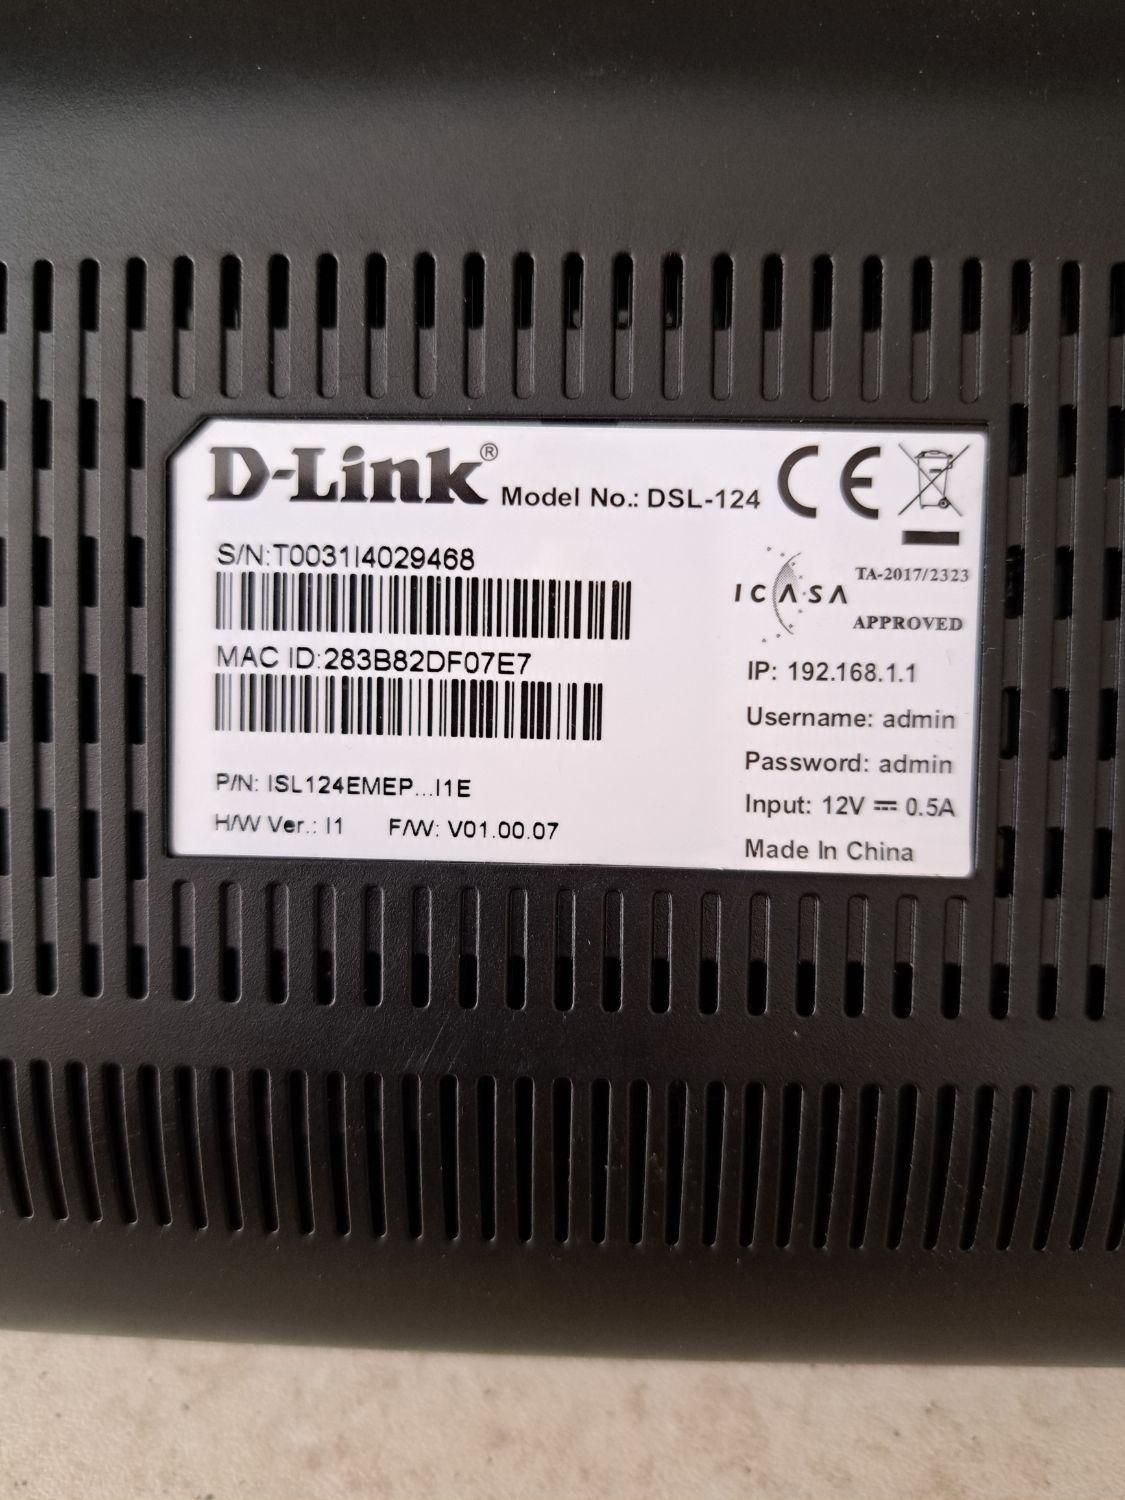 D-Link®
Model No.: DSL-124
CE
S/N:T0031I4029468
MAC ID:283B82DF07E7
P/N: ISL124EMEP...I1E
H/W Ver.: I1 F/W: V01.00.07
ICASA
TA-2017/2323
APPROVED
IP: 192.168.1.1
Username: admin
Password: admin
Input: 12V ⎓ 0.5A
Made In China